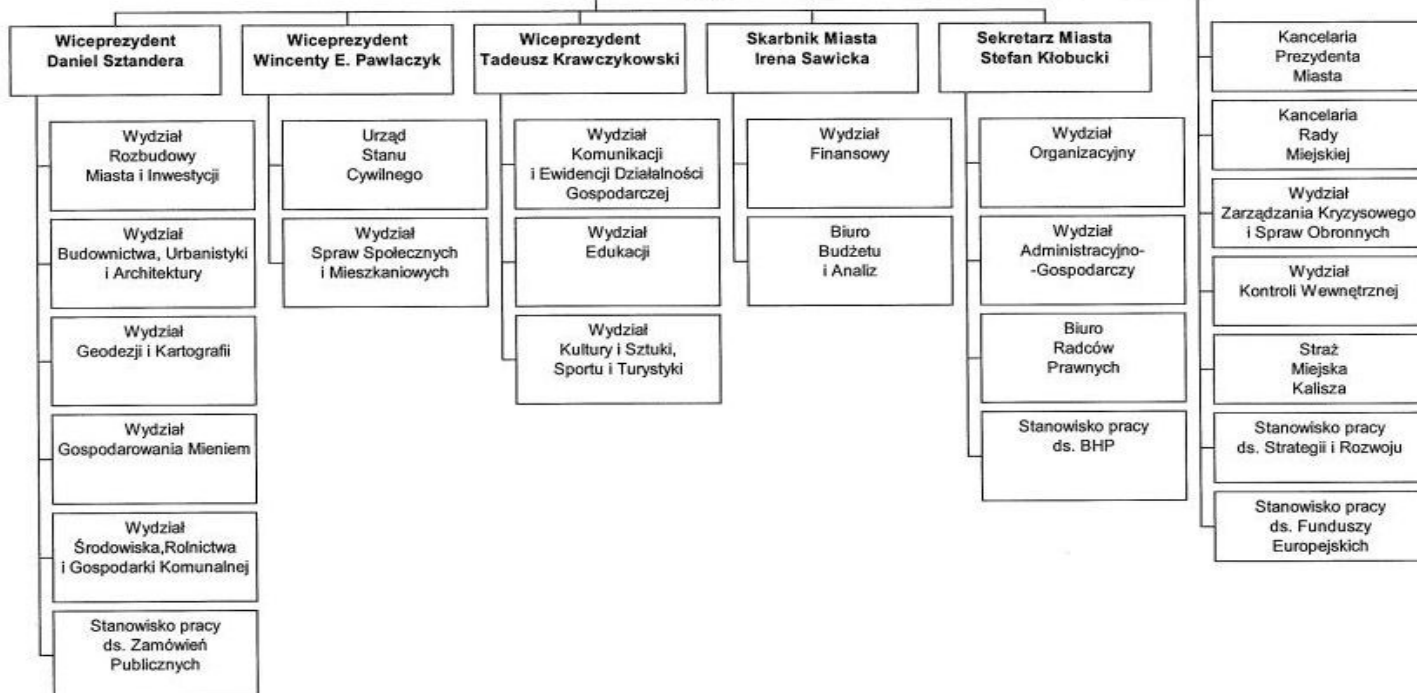 Wiceprezydent
Daniel Sztandera
Wydział
Rozbudowy
Miasta i Inwestycji
Wydział
Budownictwa, Urbanistyki
i Architektury
Wydział
Geodezji i Kartografii
Wydział
Gospodarowania Mieniem
Wydział
Środowiska,Rolnictwa
i Gospodarki Komunalnej
Stanowisko pracy
ds. Zamówień
Publicznych
Wiceprezydent
Wincenty E. Pawlaczyk
Urząd
Stanu
Cywilnego
Wydział
Spraw Społecznych
i Mieszkaniowych
Wiceprezydent
Tadeusz Krawczykowski
Wydział
Komunikacji
i Ewidencji Działalności
Gospodarczej
Wydział
Edukacji
Wydział
Kultury i Sztuki,
Sportu i Turystyki
Skarbnik Miasta
Irena Sawicka
Wydział
Finansowy
Biuro
Budżetu
i Analiz
Sekretarz Miasta
Stefan Kłobucki
Wydział
Organizacyjny
Wydział
Administracyjno-
-Gospodarczy
Biuro
Radców
Prawnych
Stanowisko pracy
ds. BHP
Kancelaria
Prezydenta
Miasta
Kancelaria
Rady
Miejskiej
Wydział
Zarządzania Kryzysowego
i Spraw Obronnych
Wydział
Kontroli Wewnętrznej
Straż
Miejska
Kalisza
Stanowisko pracy
ds. Strategii i Rozwoju
Stanowisko pracy
ds. Funduszy
Europejskich